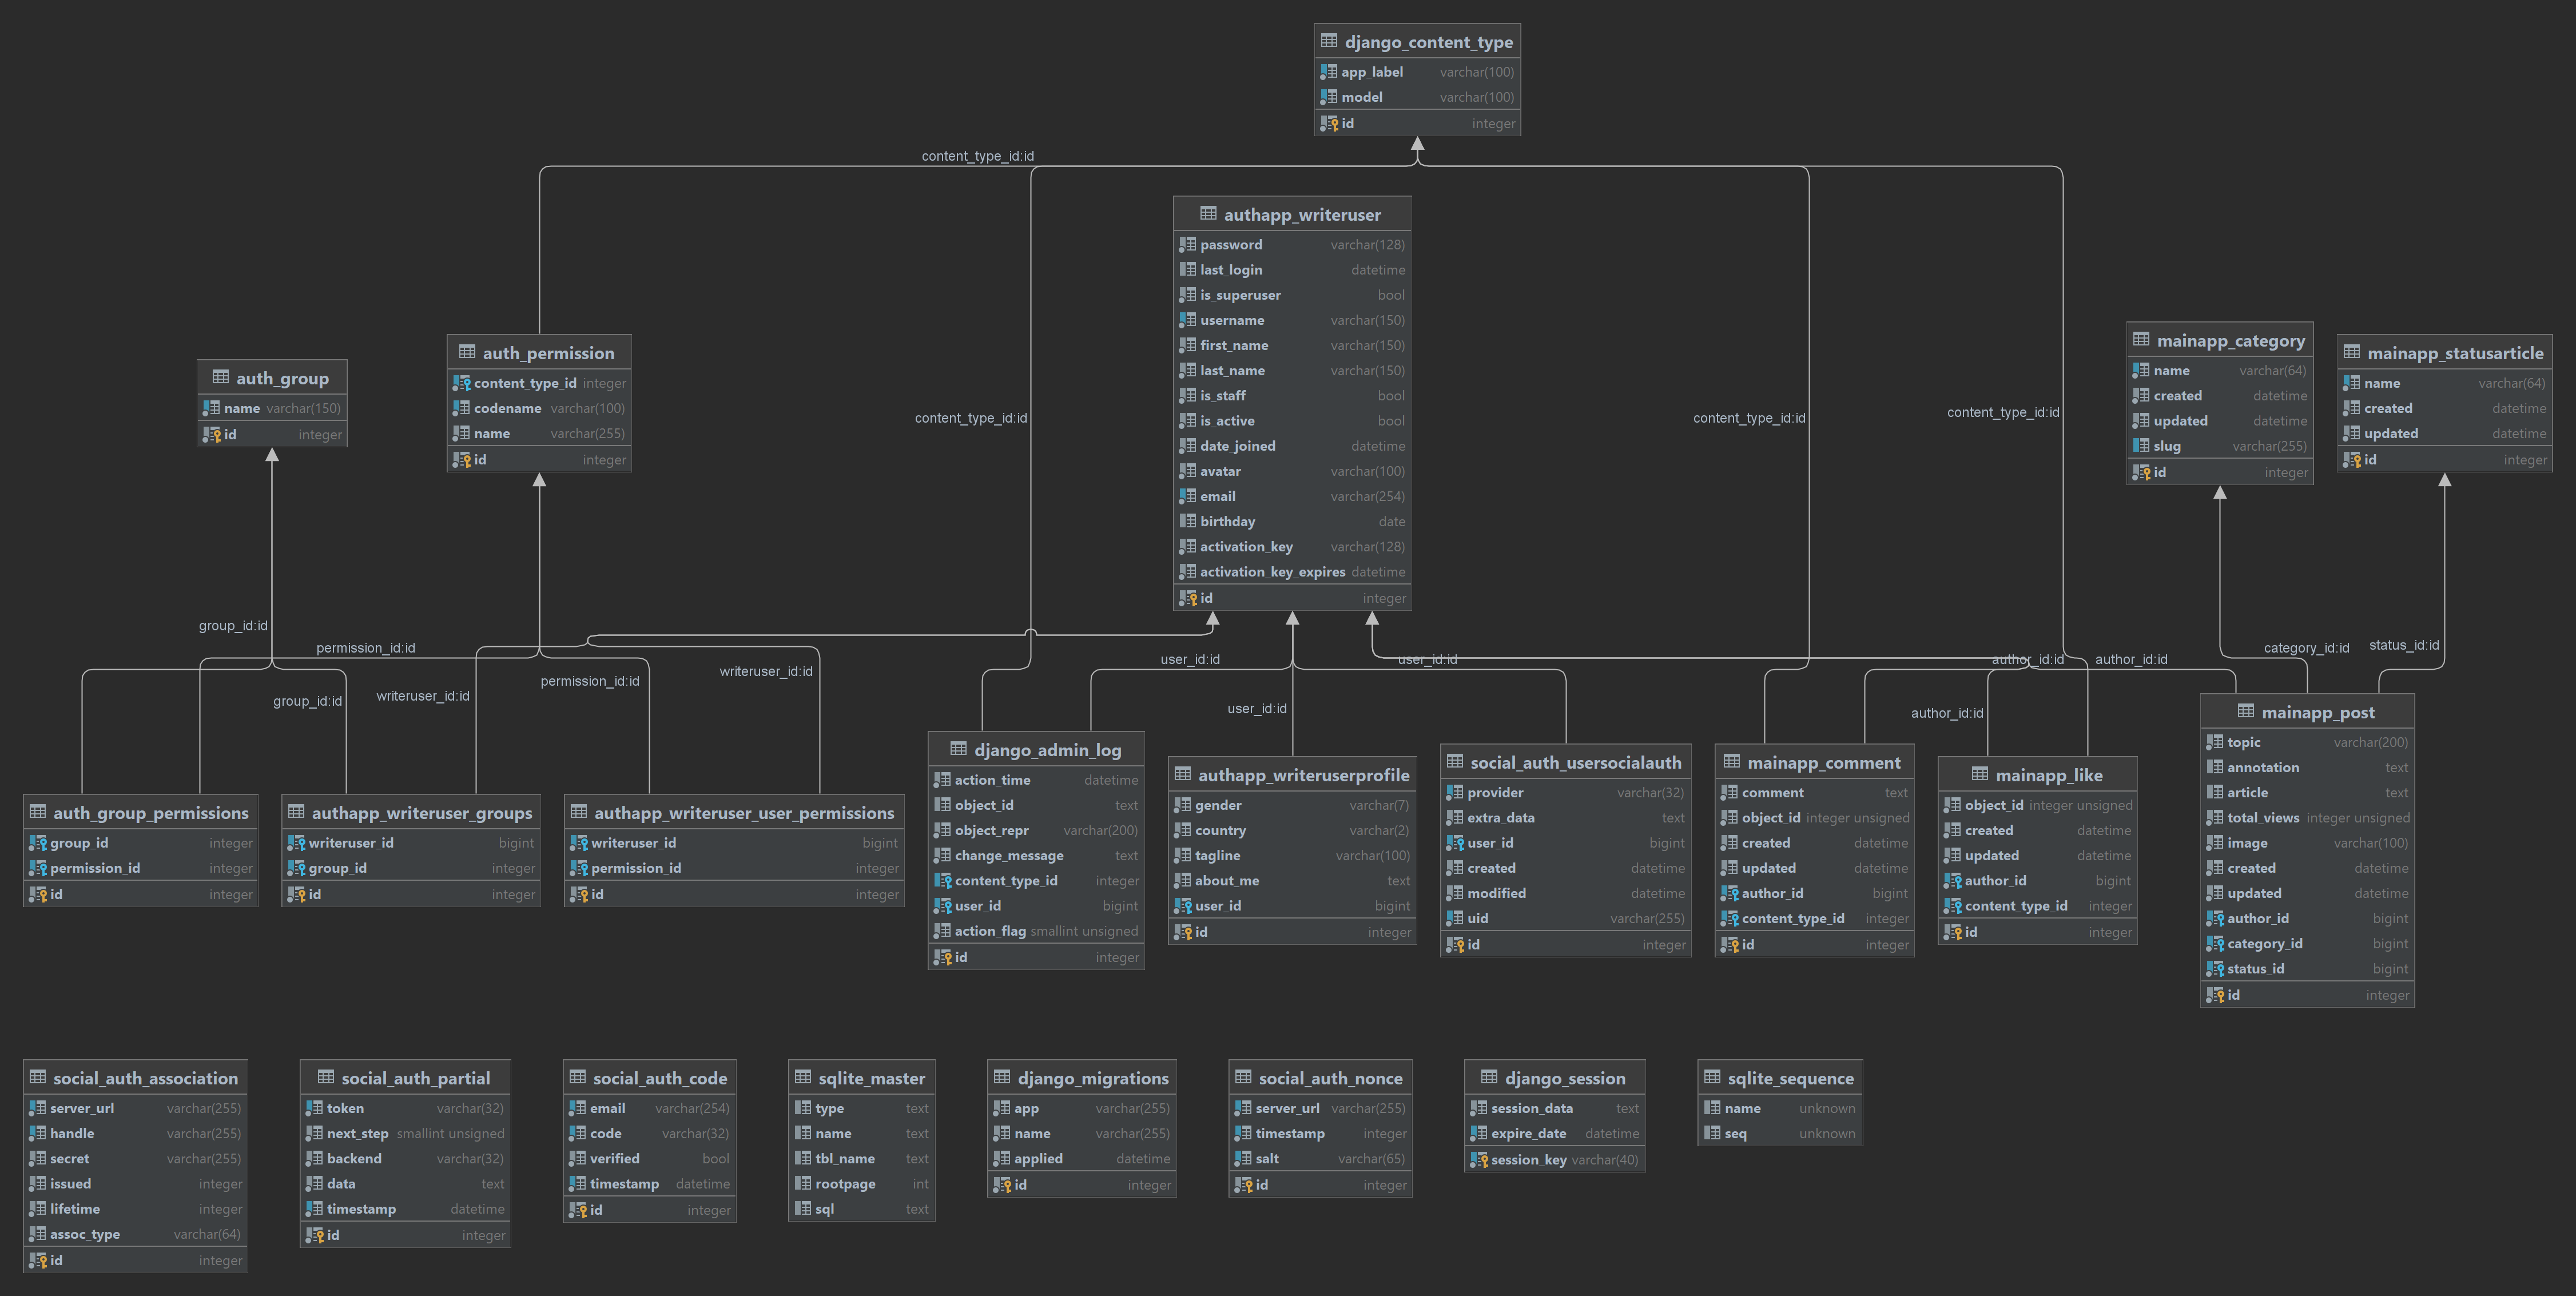 django_content_type
app_label varchar(100)
model varchar(100)
id integer
content_type_id:id
content_type_id:id
content_type_id:id
content_type_id:id
authapp_writeruser
password varchar(128)
last_login datetime
is_superuser bool
username varchar(150)
first_name varchar(150)
last_name varchar(150)
is_staff bool
is_active bool
date_joined datetime
avatar varchar(100)
email varchar(254)
birthday date
activation_key varchar(128)
activation_key_expires datetime
id integer
auth_group
name varchar(150)
id integer
auth_permission
content_type_id integer
codename varchar(100)
name varchar(255)
id integer
mainapp_category
name varchar(64)
created datetime
updated datetime
slug varchar(255)
id integer
mainapp_statusarticle
name varchar(64)
created datetime
updated datetime
id integer
group_id:id
permission_id:id
group_id:id
writeruser_id:id
permission_id:id
writeruser_id:id
user_id:id
user_id:id
user_id:id
author_id:id
author_id:id
author_id:id
category_id:id
status_id:id
auth_group_permissions
group_id integer
permission_id integer
id integer
authapp_writeruser_groups
writeruser_id bigint
group_id integer
id integer
authapp_writeruser_user_permissions
writeruser_id bigint
permission_id integer
id integer
django_admin_log
action_time datetime
object_id text
object_repr varchar(200)
change_message text
content_type_id integer
user_id bigint
action_flag smallint unsigned
id integer
authapp_writeruserprofile
gender varchar(7)
country varchar(2)
tagline varchar(100)
about_me text
user_id bigint
id integer
social_auth_usersocialauth
provider varchar(32)
extra_data text
user_id bigint
created datetime
modified datetime
uid varchar(255)
id integer
mainapp_comment
comment text
object_id integer unsigned
created datetime
updated datetime
author_id bigint
content_type_id integer
id integer
mainapp_like
object_id integer unsigned
created datetime
updated datetime
author_id bigint
content_type_id integer
id integer
mainapp_post
topic varchar(200)
annotation text
article text
total_views integer unsigned
image varchar(100)
created datetime
updated datetime
author_id bigint
category_id bigint
status_id bigint
id integer
social_auth_association
server_url varchar(255)
handle varchar(255)
secret varchar(255)
issued integer
lifetime integer
assoc_type varchar(64)
id integer
social_auth_partial
token varchar(32)
next_step smallint unsigned
backend varchar(32)
data text
timestamp datetime
id integer
social_auth_code
email varchar(254)
code varchar(32)
verified bool
timestamp datetime
id integer
sqlite_master
type text
name text
tbl_name text
rootpage int
sql text
django_migrations
app varchar(255)
name varchar(255)
applied datetime
id integer
social_auth_nonce
server_url varchar(255)
timestamp integer
salt varchar(65)
id integer
django_session
session_data text
expire_date datetime
session_key varchar(40)
sqlite_sequence
name unknown
seq unknown